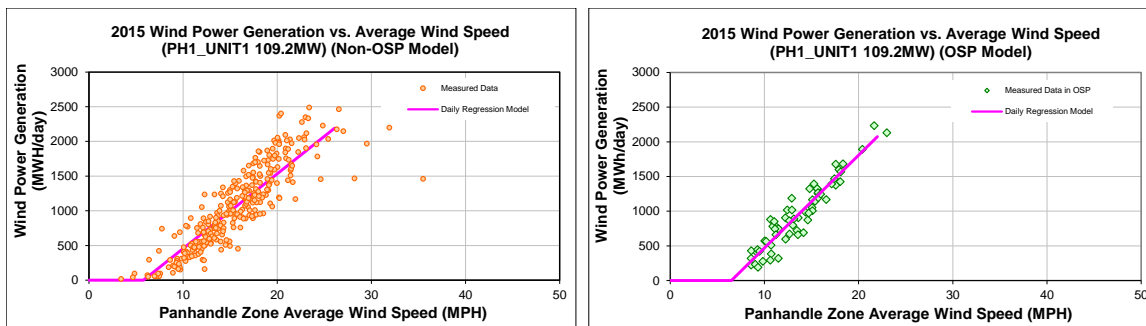 2015 Wind Power Generation vs. Average Wind Speed
(PH1_UNIT1 109.2MW) (Non-OSP Model)
Wind Power Generation
(MWH/day)
3000
2500
2000
1500
1000
500
0
Measured Data
Daily Regression Model
0 10 20 30 40 50
Panhandle Zone Average Wind Speed (MPH)
2015 Wind Power Generation vs. Average Wind Speed
(PH1_UNIT1 109.2MW) (OSP Model)
Wind Power Generation
(MWh/day)
3000
2500
2000
1500
1000
500
0
Measured Data in OSP
Daily Regression Model
0 10 20 30 40 50
Panhandle Zone Average Wind Speed (MPH)